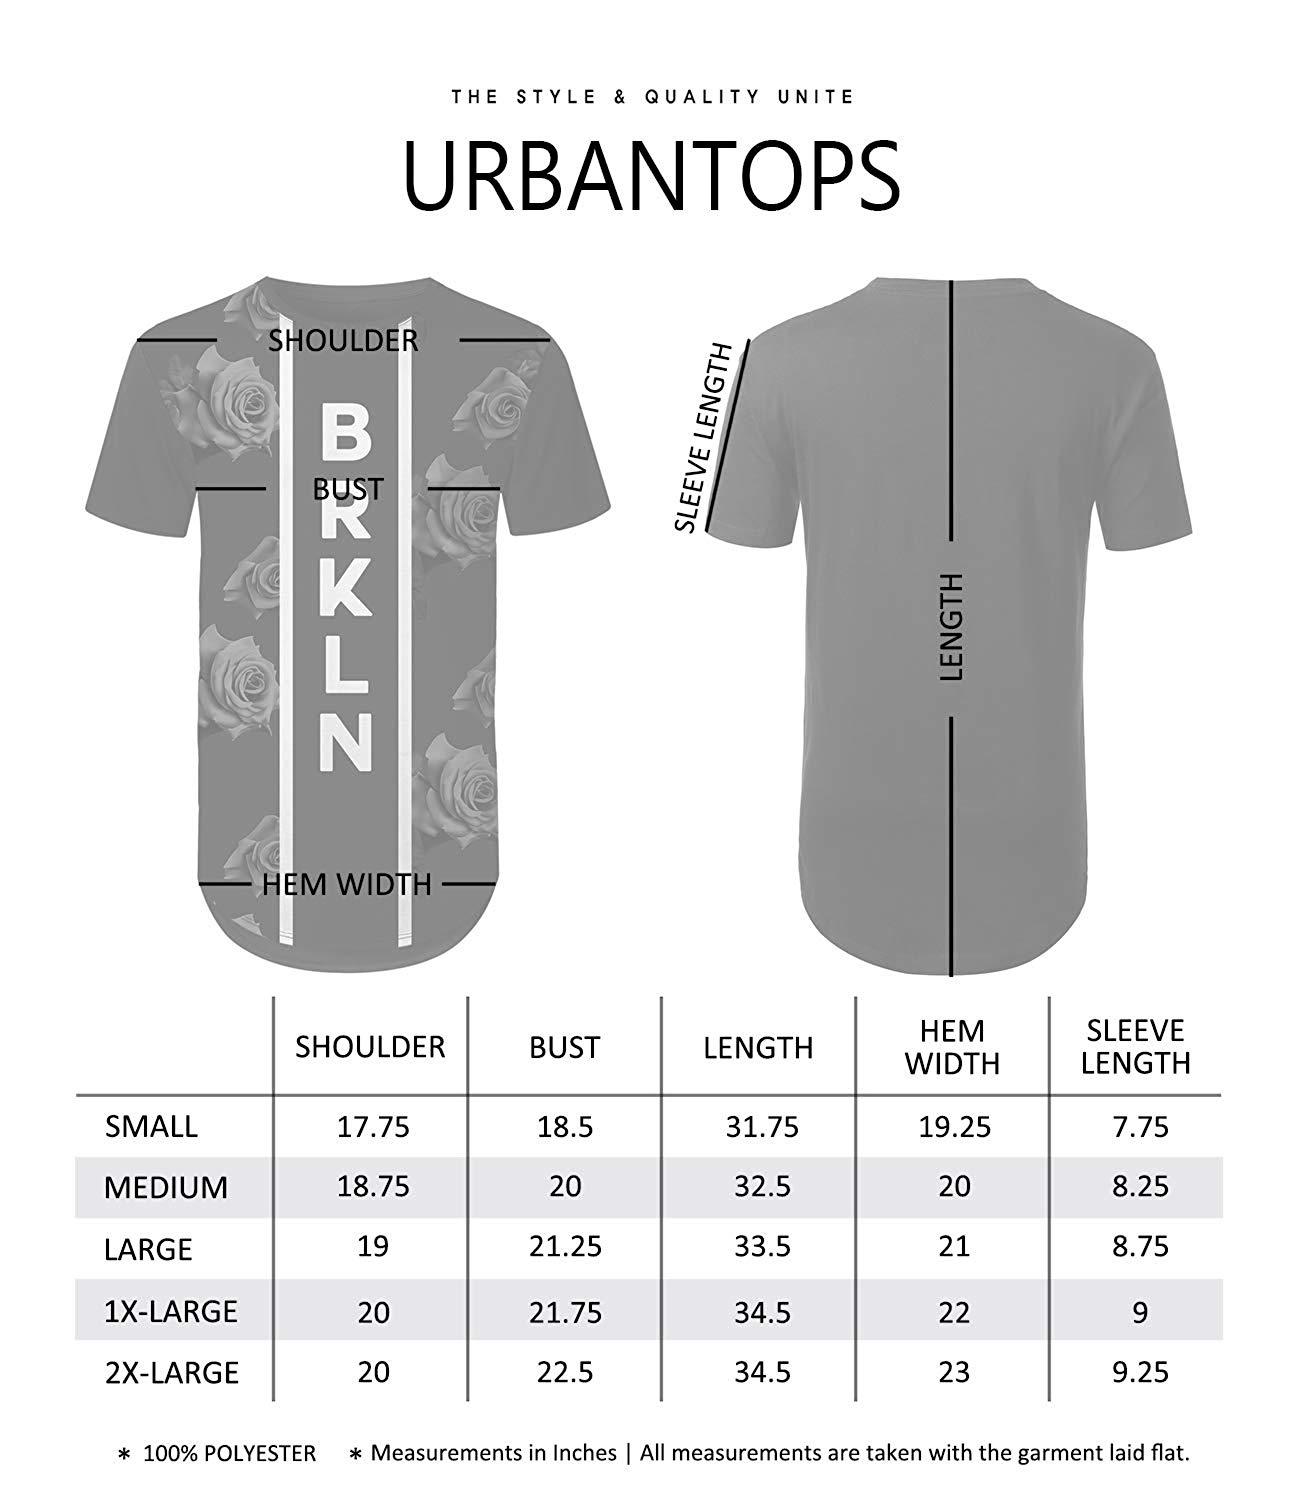 THE STYLE & QUALITY UNITE
URBANTOPS
SHOULDER
BUST
HEM WIDTH
B
R
K
L
N
SLEEVE LENGTH
LENGTH
SHOULDER BUST LENGTH HEM WIDTH SLEEVE LENGTH
SMALL 17.75 18.5 31.75 19.25 7.75
MEDIUM 18.75 20 32.5 20 8.25
LARGE 19 21.25 33.5 21 8.75
1X-LARGE 20 21.75 34.5 22 9
2X-LARGE 20 22.5 34.5 23 9.25
* 100% POLYESTER * Measurements in Inches | All measurements are taken with the garment laid flat.